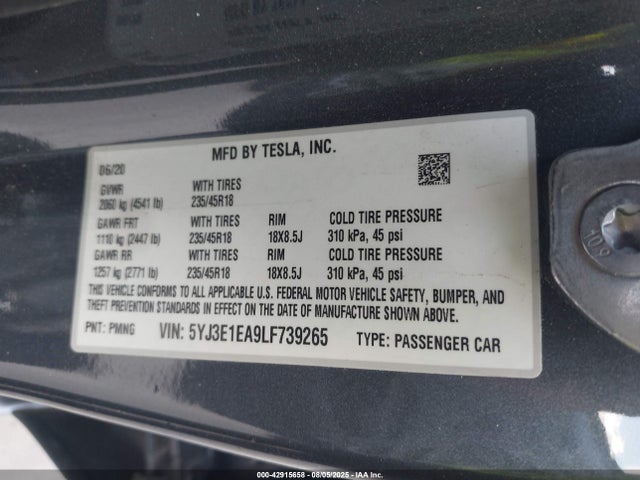 MFD BY TESLA, INC.
06/20
GVWR WITH TIRES
2060 kg (4541 lb) 235/45R18
GAWR FRT WITH TIRES RIM COLD TIRE PRESSURE
1110 kg (2447 lb) 235/45R18 18X8.5J 310 kPa, 45 psi
GAWR RR WITH TIRES RIM COLD TIRE PRESSURE
1257 kg (2771 lb) 235/45R18 18X8.5J 310 kPa, 45 psi
THIS VEHICLE CONFORMS TO ALL APPLICABLE U.S. FEDERAL MOTOR VEHICLE SAFETY, BUMPER, AND
THEFT PREVENTION STANDARDS IN EFFECT ON THE DATE OF MANUFACTURE SHOWN ABOVE.
PNT: PMNG VIN: 5YJ3E1EA9LF739265 TYPE: PASSENGER CAR
10.9
00-42915658 - 08/05/2025 - IAA Inc.